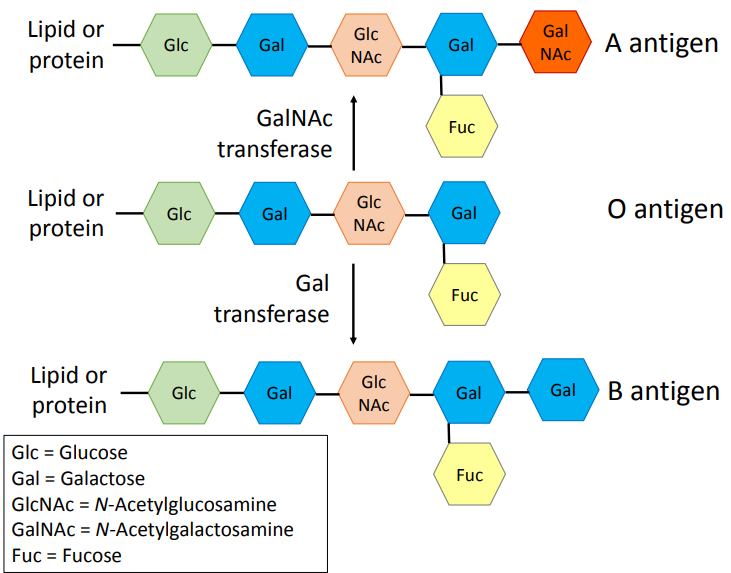 Lipid or
protein
Glc
Gal
Glc
NAc
Gal
Gal
NAc
A antigen
Fuc
GalNAc
transferase
Lipid or
protein
Glc
Gal
Glc
NAc
Gal
O antigen
Fuc
Gal
transferase
Lipid or
protein
Glc
Gal
Glc
NAc
Gal
Gal
B antigen
Fuc
Glc = Glucose
Gal = Galactose
GlcNAc = N-Acetylglucosamine
GalNAc = N-Acetylgalactosamine
Fuc = Fucose